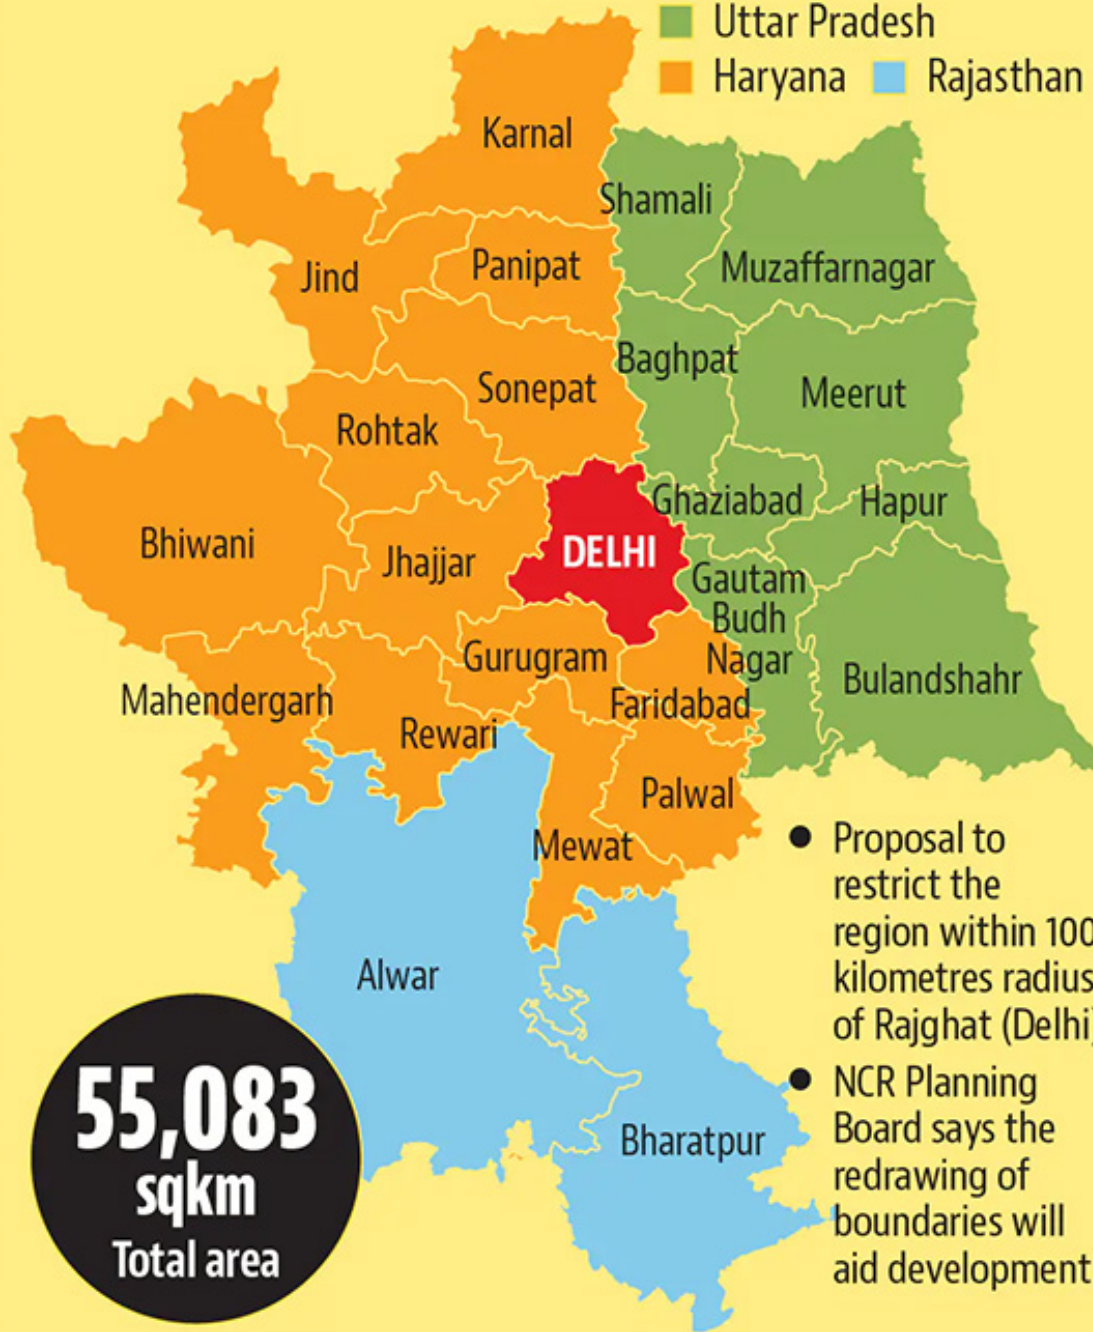 Uttar Pradesh
Haryana
Rajasthan
Karnal
Shamali
Muzaffarnagar
Jind
Panipat
Baghpat
Meerut
Sonepat
Rohtak
Ghaziabad
Hapur
Bhiwani
Jhajjar
DELHI
Gautam
Budh
Nagar
Gurugram
Bulandshahr
Mahendergarh
Faridabad
Rewari
Palwal
Mewat
Alwar
Bharatpur
● Proposal to
restrict the
region within 100
kilometres radius
of Rajghat (Delhi)
● NCR Planning
Board says the
redrawing of
boundaries will
aid development
55,083
sqkm
Total area